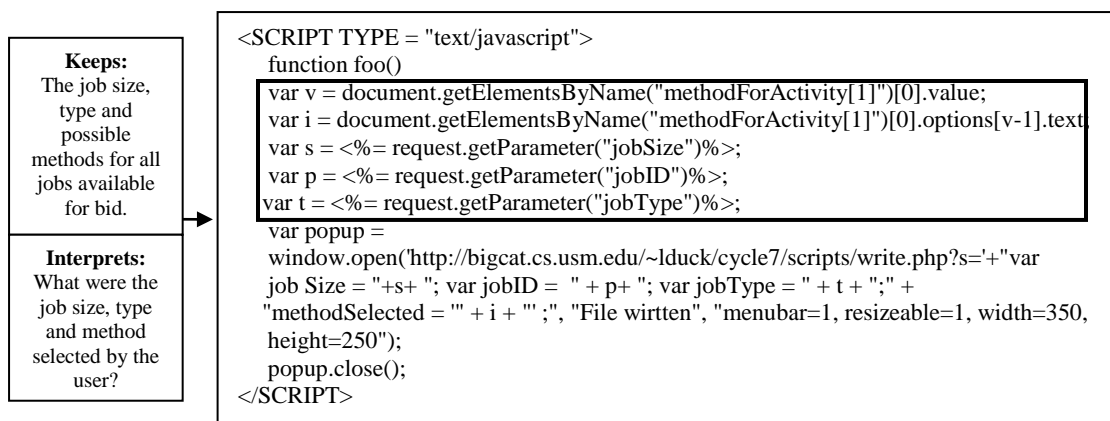 Keeps:
The job size,
type and
possible
methods for all
jobs available
for bid.
Interprets:
What were the
job size, type
and method
selected by the
user?
<SCRIPT TYPE = "text/javascript">
function foo()
var v = document.getElementsByName("methodForActivity[1]")[0].value;
var i = document.getElementsByName("methodForActivity[1]")[0].options[v-1].text;
var s = <%= request.getParameter("jobSize")%>;
var p = <%= request.getParameter("jobID")%>;
var t = <%= request.getParameter("jobType")%>;
var popup =
window.open('http://bigcat.cs.usm.edu/~lduck/cycle7/scripts/write.php?s='+"var
job Size = "+s+ "; var jobID =  " + p+ "; var jobType = " + t + ";" +
"methodSelected = '" + i + "' ;", "File wirtten", "menubar=1, resizeable=1, width=350,
height=250");
popup.close();
</SCRIPT>